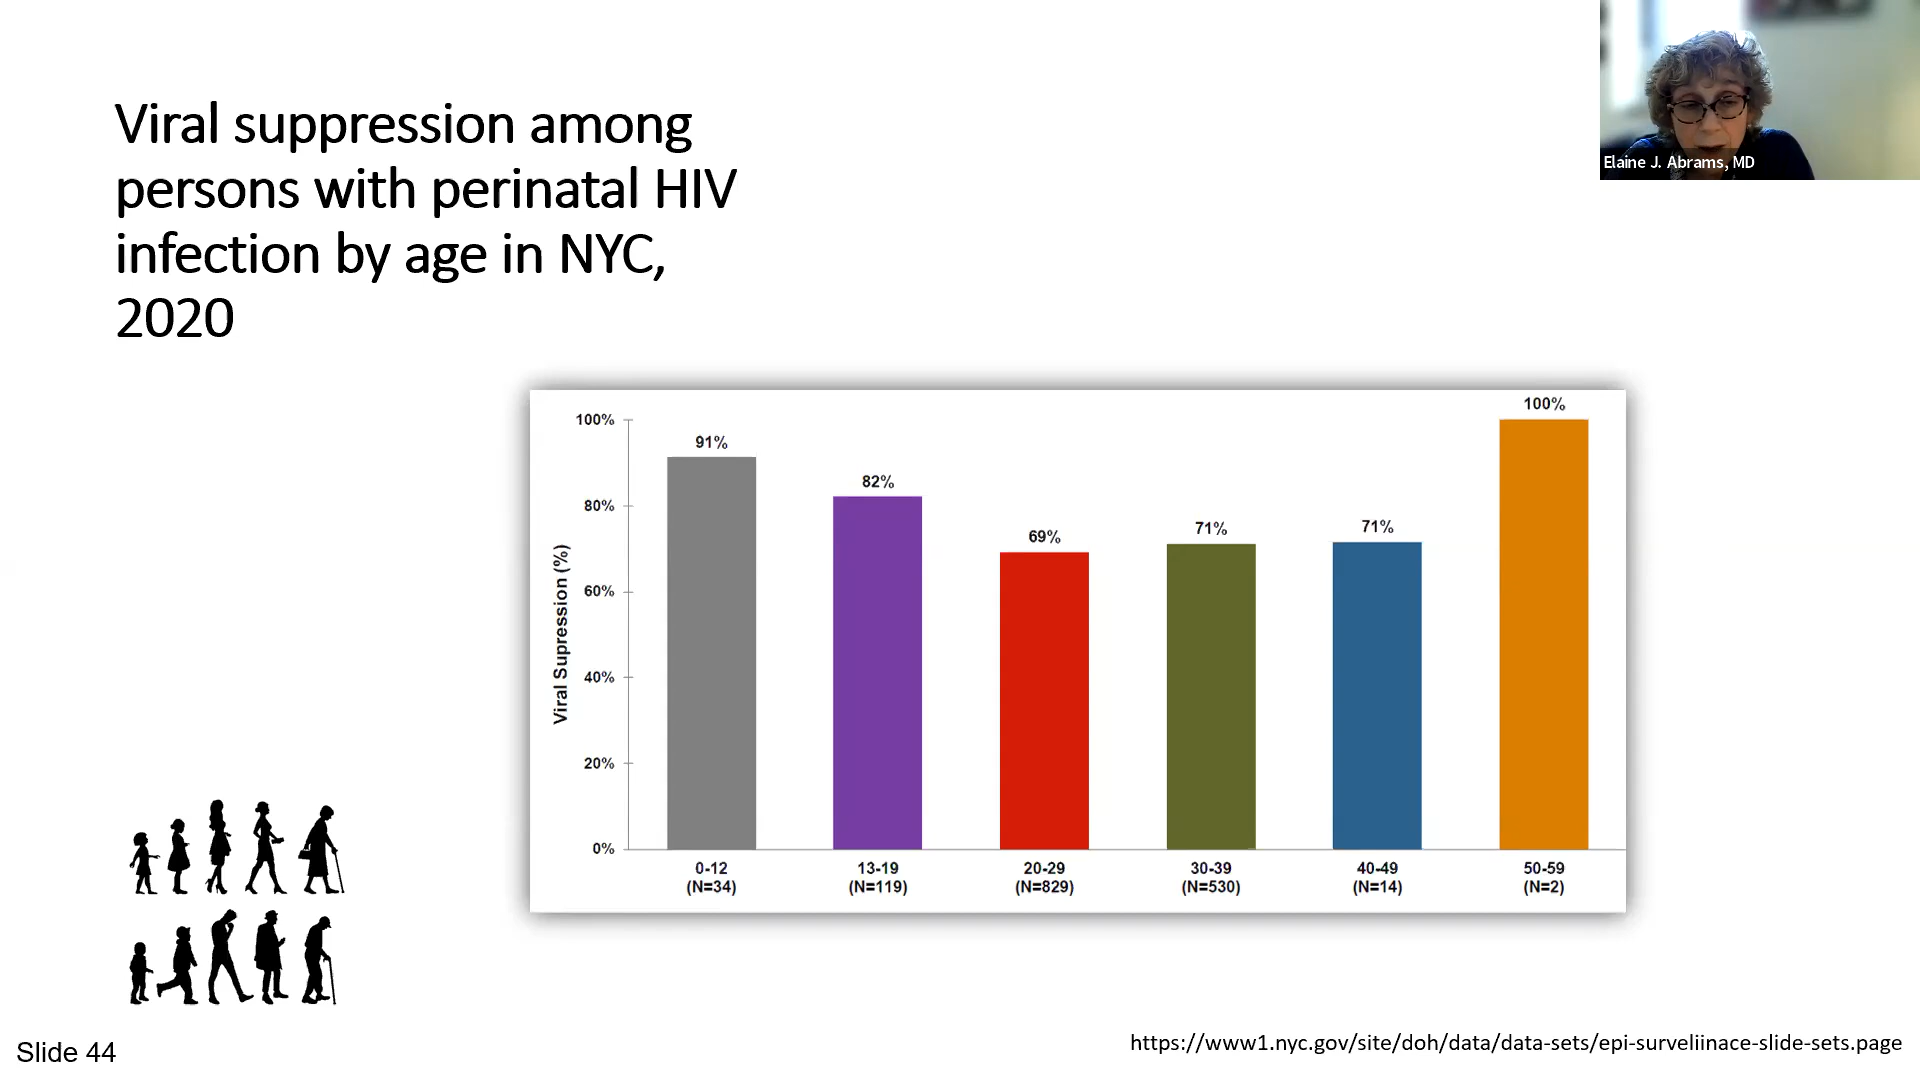 Viral suppression among
persons with perinatal HIV
infection by age in NYC,
2020
Elaine J. Abrams, MD
Viral Supression (%)
100%
80%
60%
40%
20%
0%
91%
82%
69%
71%
71%
100%
0-12
(N=34)
13-19
(N=119)
20-29
(N=829)
30-39
(N=530)
40-49
(N=14)
50-59
(N=2)
Slide 44
https://www1.nyc.gov/site/doh/data/data-sets/epi-surveliinace-slide-sets.page